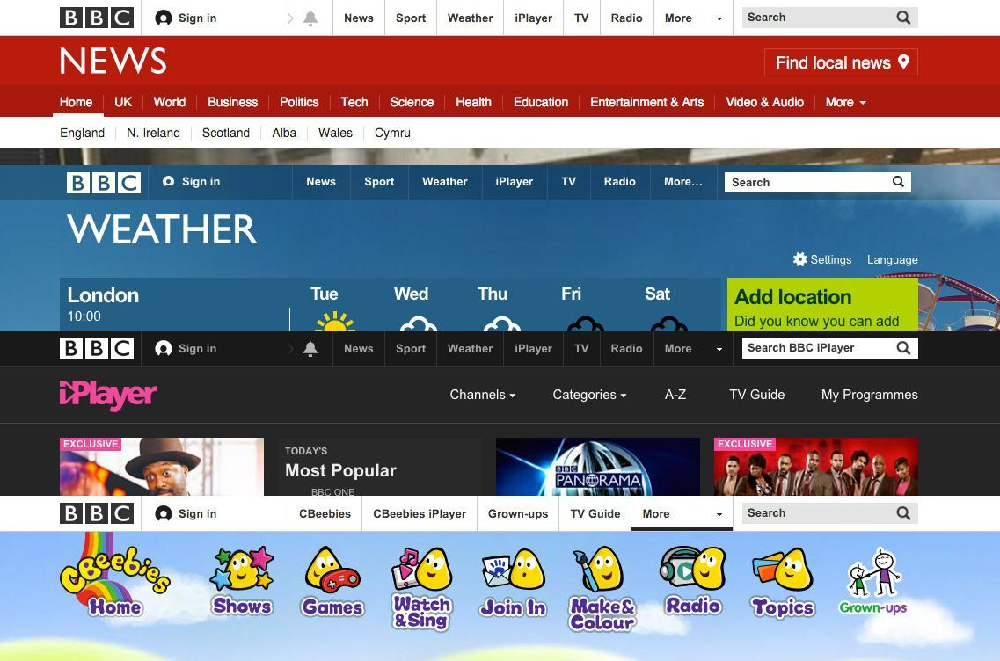 BBC Sign in News Sport Weather iPlayer TV Radio More Search
NEWS Find local news
Home UK World Business Politics Tech Science Health Education Entertainment & Arts Video & Audio More
England N. Ireland Scotland Alba Wales Cymru
BBC Sign in News Sport Weather iPlayer TV Radio More... Search
WEATHER
Settings Language
London Tue Wed Thu Fri Sat Add location
10:00 Did you know you can add
BBC Sign in News Sport Weather iPlayer TV Radio More Search BBC iPlayer
iPlayer Channels Categories A-Z TV Guide My Programmes
EXCLUSIVE TODAY'S EXCLUSIVE
Most Popular BBC PANORAMA
BBC ONE
BBC Sign in CBeebies CBeebies iPlayer Grown-ups TV Guide More Search
CBeebies
Home Shows Games Watch & Sing Join In Make & Colour Radio Topics Grown-ups